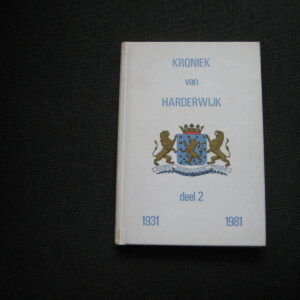 KRONIEK
van
HARDERWIJK
deel 2
1931 1981